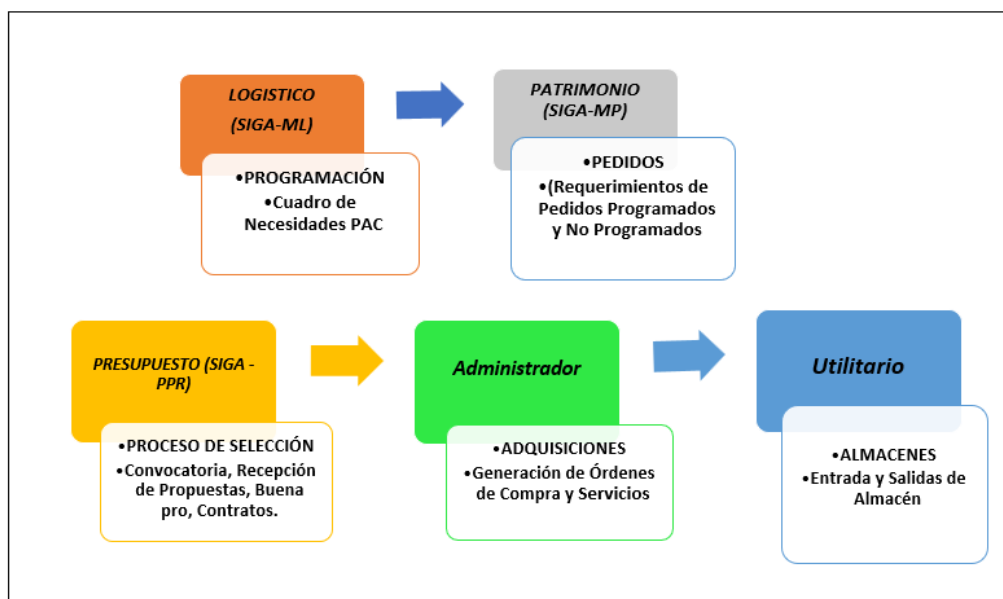 LOGISTICO
(SIGA-ML)
•PROGRAMACIÓN
•Cuadro de
Necesidades PAC
PATRIMONIO
(SIGA-MP)
•PEDIDOS
•(Requerimientos de
Pedidos Programados
y No Programados
PRESUPUESTO (SIGA -
PPR)
•PROCESO DE SELECCIÓN
•Convocatoria, Recepción
de Propuestas, Buena
pro, Contratos.
Administrador
•ADQUISICIONES
•Generación de Órdenes
de Compra y Servicios
Utilitario
•ALMACENES
•Entrada y Salidas de
Almacén